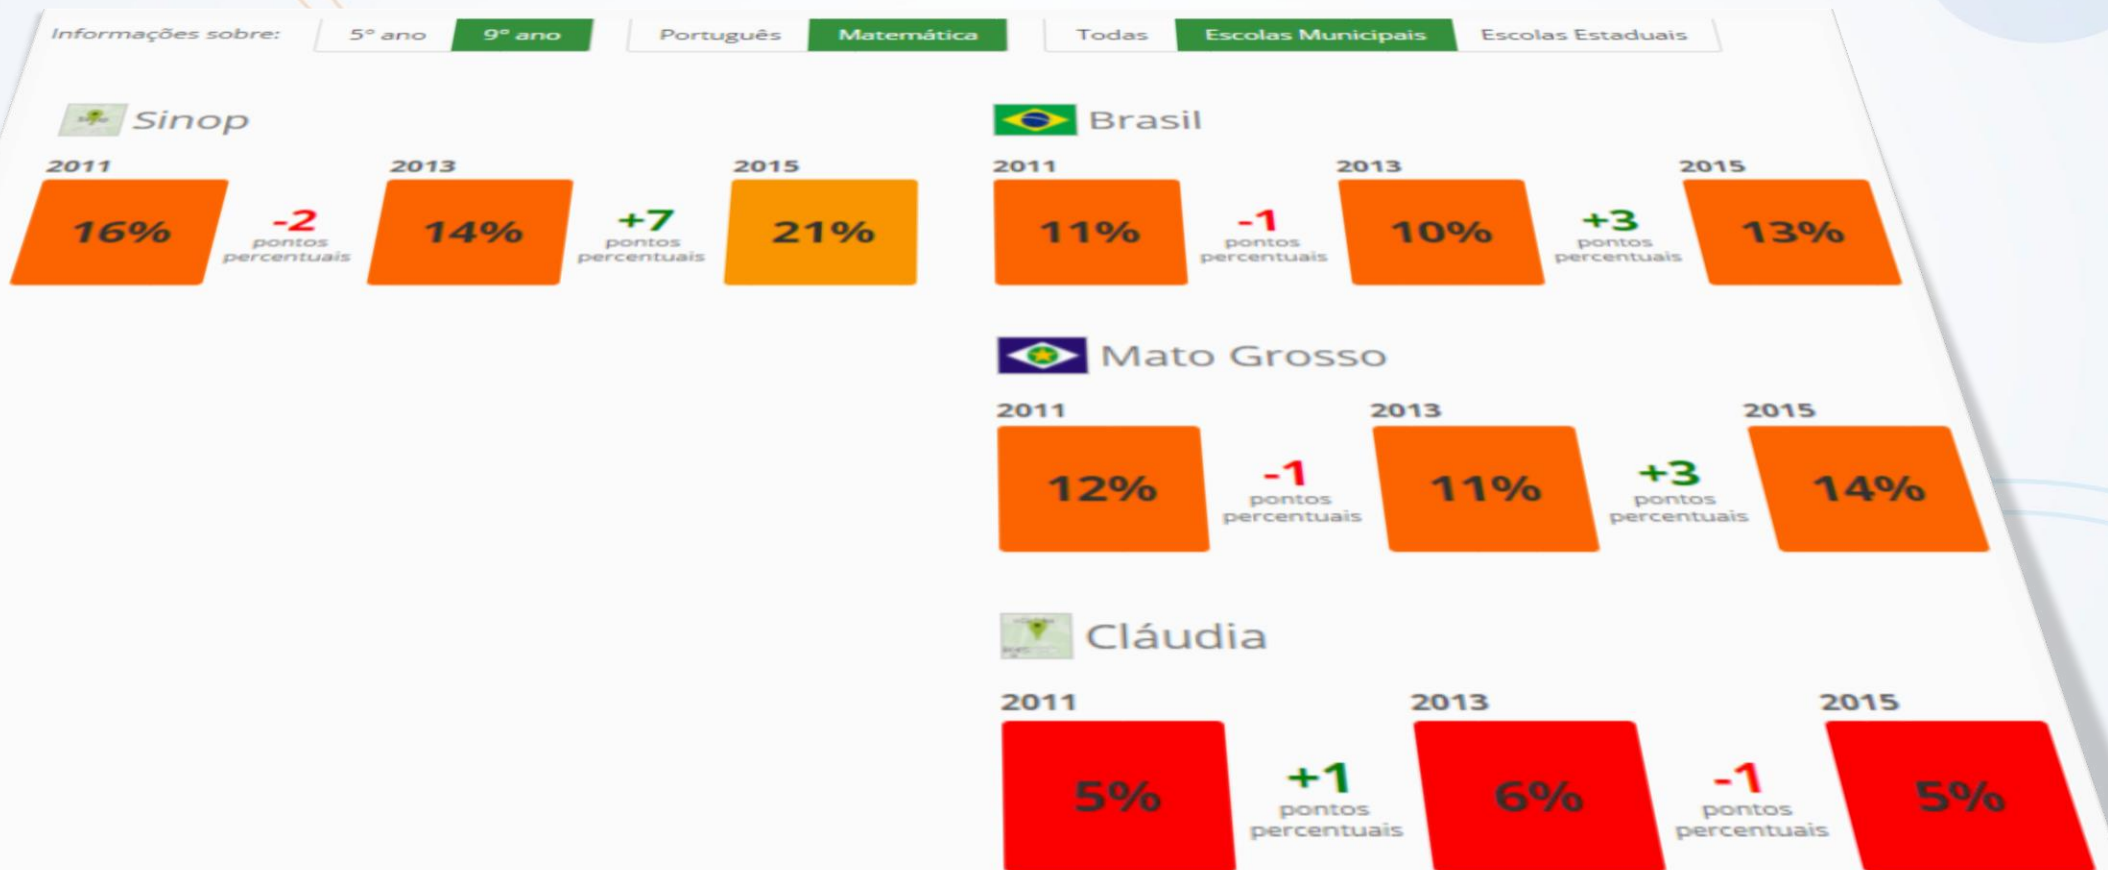 Informações sobre: 5º ano 9º ano Português Matemática Todas Escolas Municipais Escolas Estaduais
Sinop
2011 2013 2015
16% -2 pontos percentuais 14% +7 pontos percentuais 21%
Brasil
2011 2013 2015
11% -1 pontos percentuais 10% +3 pontos percentuais 13%
Mato Grosso
2011 2013 2015
12% -1 pontos percentuais 11% +3 pontos percentuais 14%
Cláudia
2011 2013 2015
5% +1 pontos percentuais 6% -1 pontos percentuais 5%